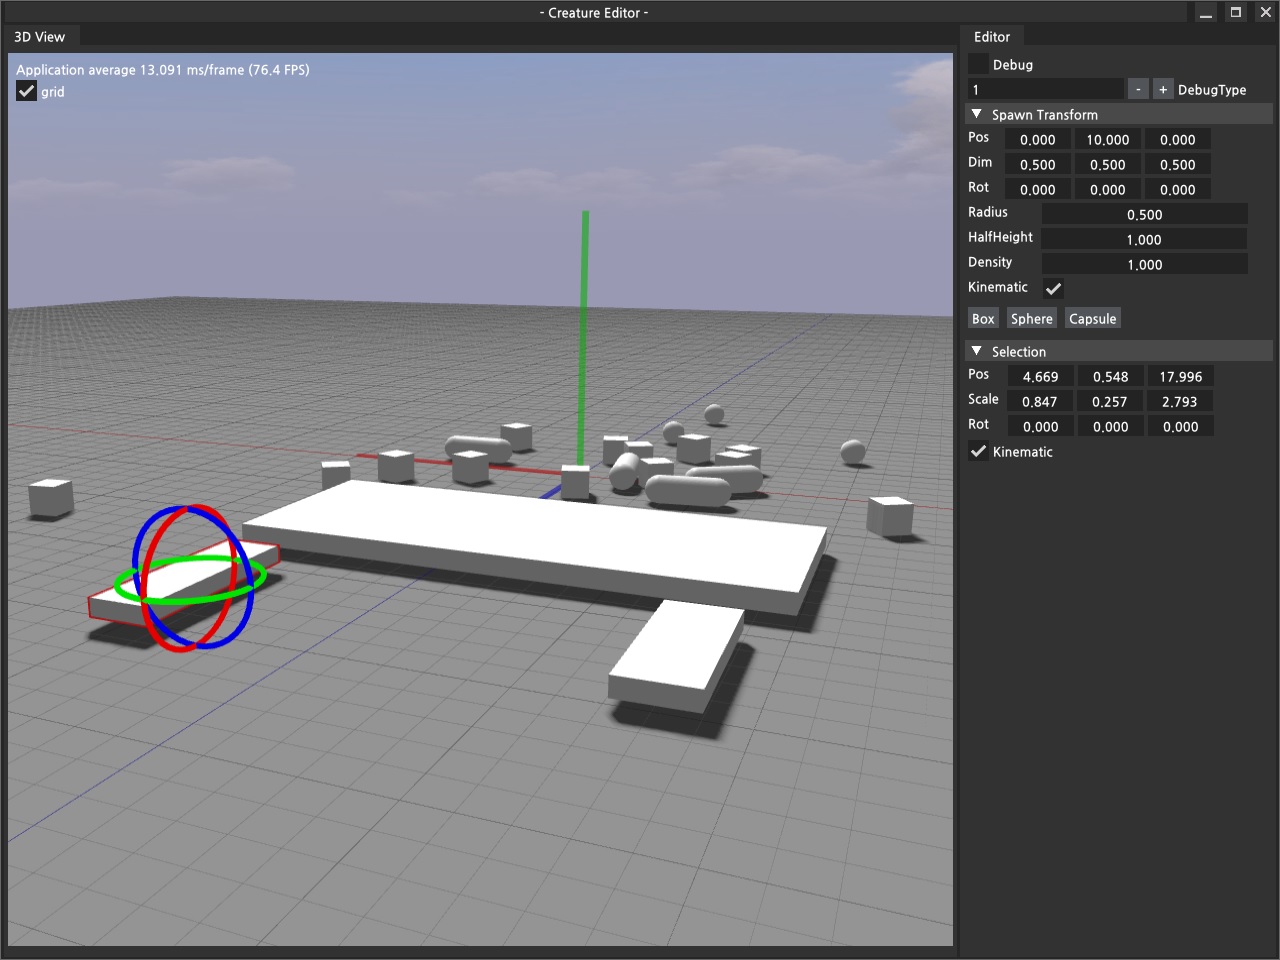 - Creature Editor -
3D View
Application average 13.091 ms/frame (76.4 FPS)
grid
Editor
Debug
1 - + DebugType
Spawn Transform
Pos 0.000 10.000 0.000
Dim 0.500 0.500 0.500
Rot 0.000 0.000 0.000
Radius 0.500
HalfHeight 1.000
Density 1.000
Kinematic
Box Sphere Capsule
Selection
Pos 4.669 0.548 17.996
Scale 0.847 0.257 2.793
Rot 0.000 0.000 0.000
Kinematic